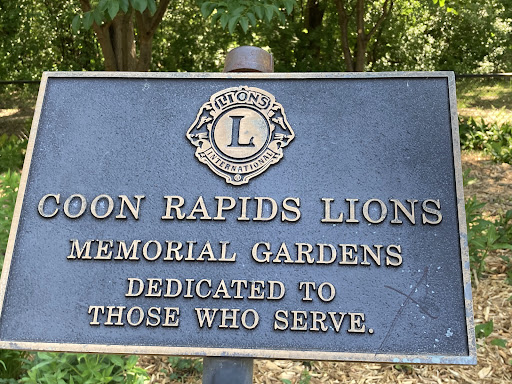 LIONS
L
INTERNATIONAL
COON RAPIDS LIONS
MEMORIAL GARDENS
DEDICATED TO
THOSE WHO SERVE.